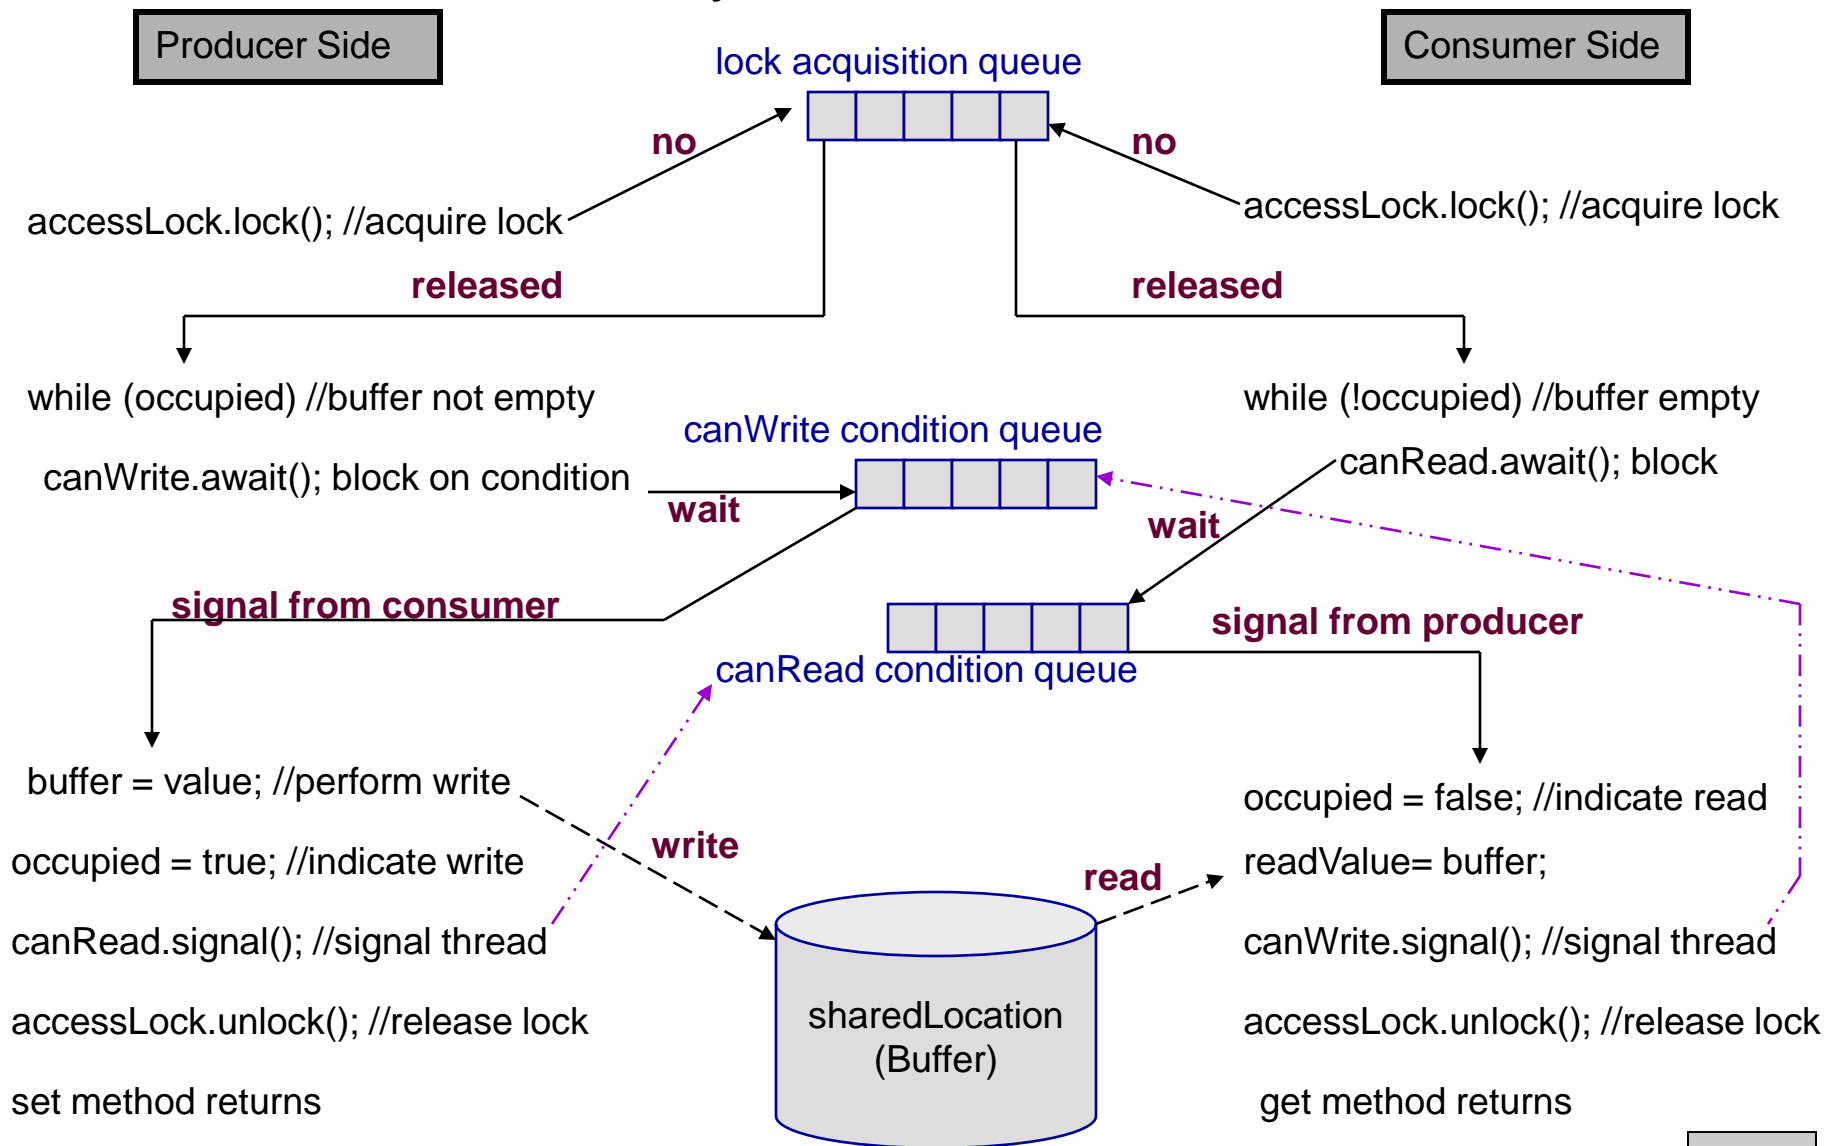 Producer Side
Consumer Side
lock acquisition queue
no
no
accessLock.lock(); //acquire lock
accessLock.lock(); //acquire lock
released
released
while (occupied) //buffer not empty
while (!occupied) //buffer empty
canWrite condition queue
canWrite.await(); block on condition
canRead.await(); block
wait
wait
signal from consumer
signal from producer
canRead condition queue
buffer = value; //perform write
occupied = false; //indicate read
occupied = true; //indicate write
write
readValue= buffer;
read
canRead.signal(); //signal thread
canWrite.signal(); //signal thread
accessLock.unlock(); //release lock
sharedLocation
(Buffer)
accessLock.unlock(); //release lock
set method returns
get method returns